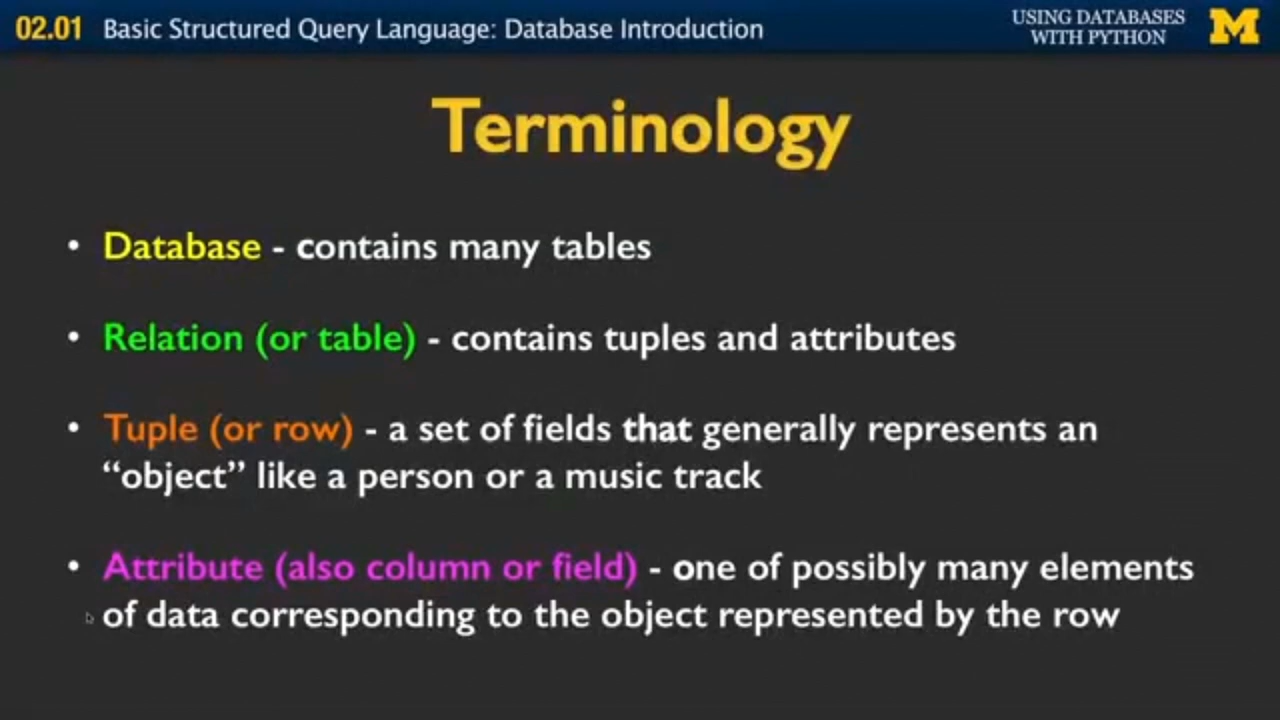 02.01 Basic Structured Query Language: Database Introduction
USING DATABASES
WITH PYTHON
M
Terminology
• Database - contains many tables
• Relation (or table) - contains tuples and attributes
• Tuple (or row) - a set of fields that generally represents an
“object” like a person or a music track
• Attribute (also column or field) - one of possibly many elements
of data corresponding to the object represented by the row